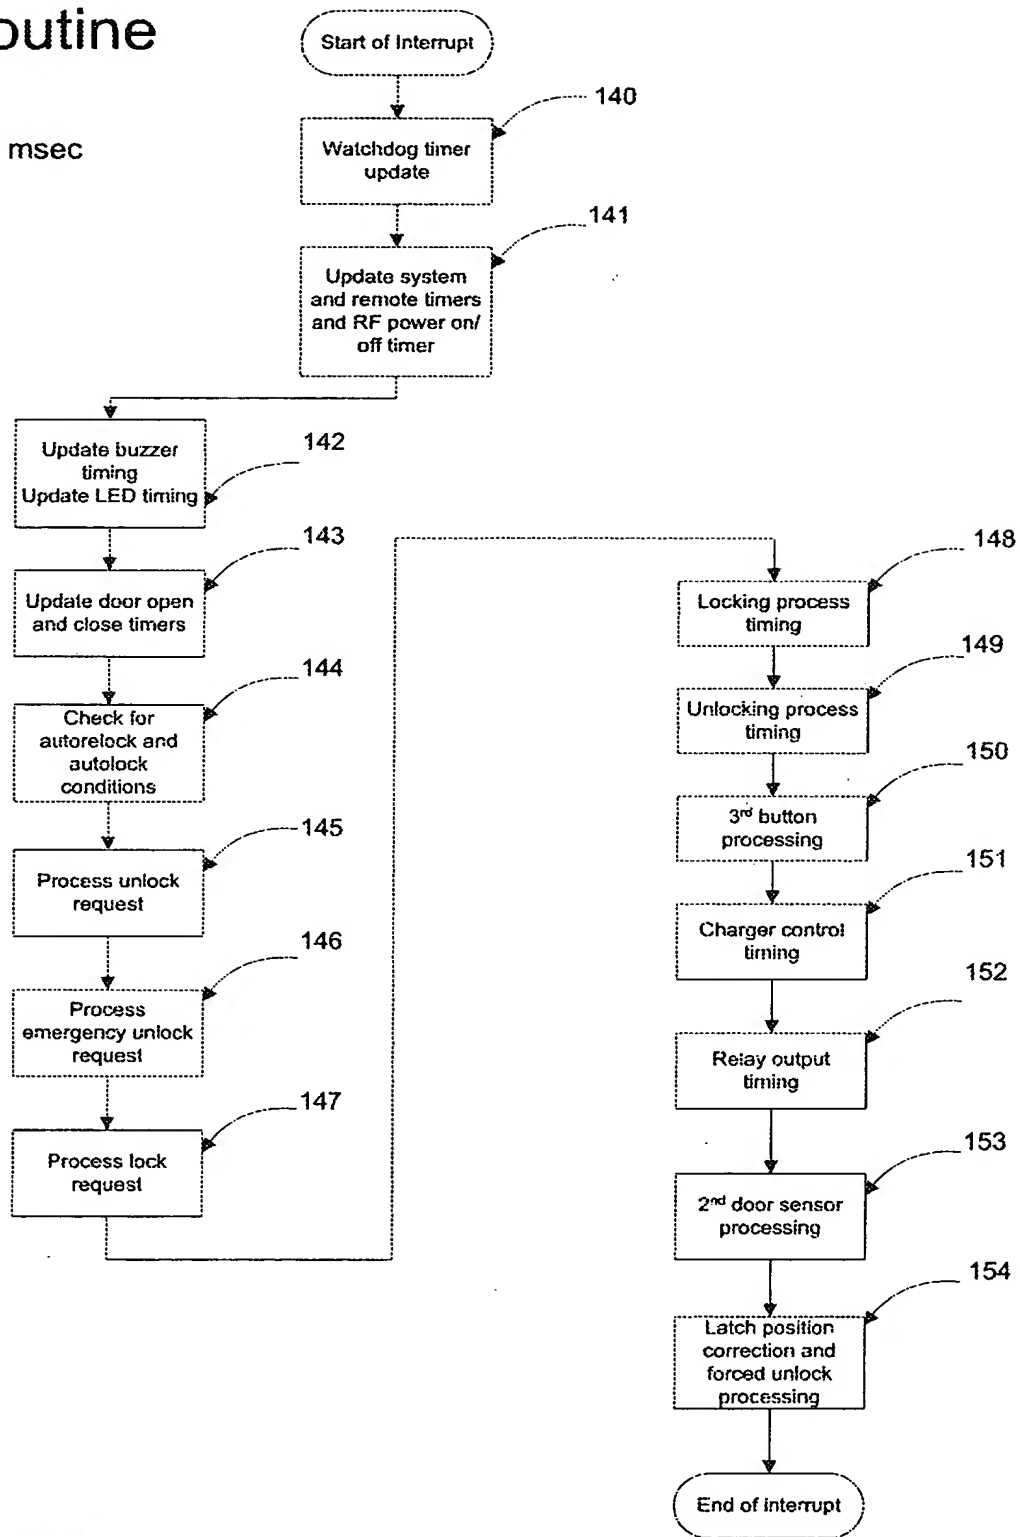 outine
msec
Start of Interrupt
140
Watchdog timer
update
141
Update system
and remote timers
and RF power on/
off timer
142
Update buzzer
timing
Update LED timing
143
Update door open
and close timers
144
Check for
autorelock and
autolock
conditions
145
Process unlock
request
146
Process
emergency unlock
request
147
Process lock
request
148
Locking process
timing
149
Unlocking process
timing
150
3rd button
processing
151
Charger control
timing
152
Relay output
timing
153
2nd door sensor
processing
154
Latch position
correction and
forced unlock
processing
End of interrupt